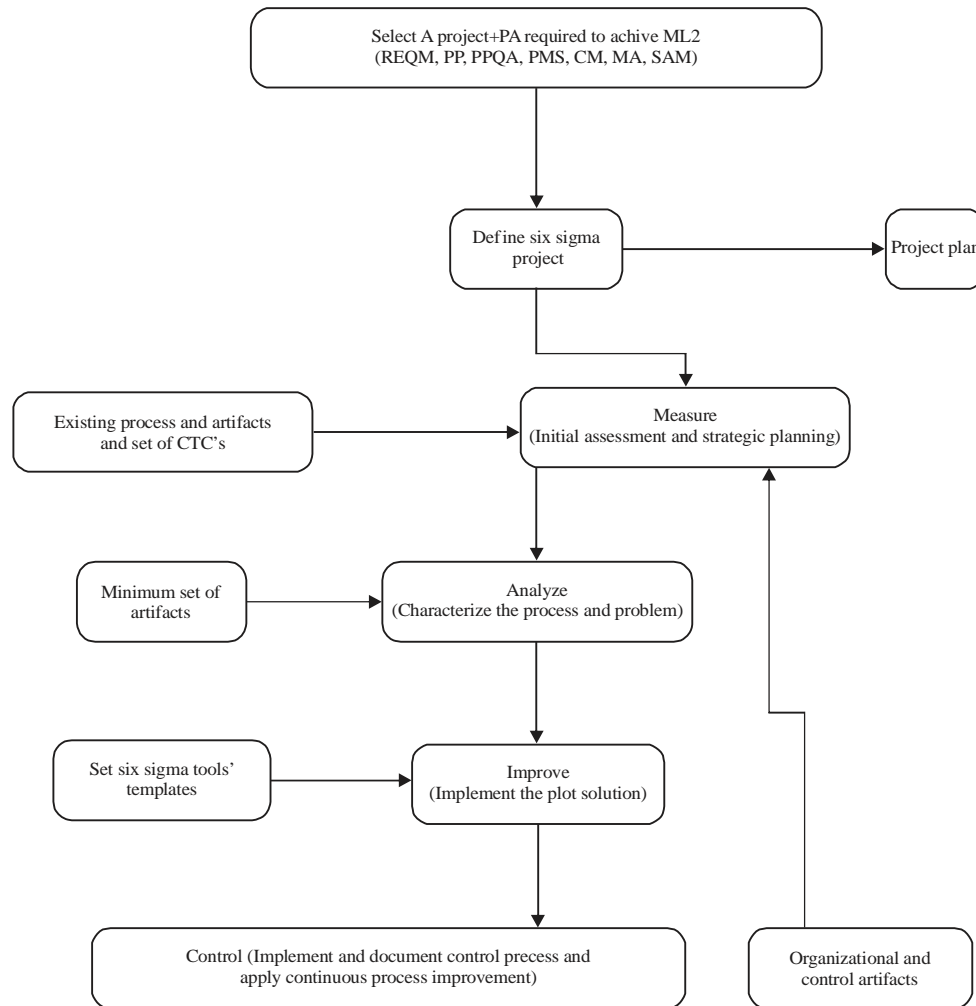 Select A project+PA required to achive ML2
(REQM, PP, PPQA, PMS, CM, MA, SAM)
Define six sigma
project
Project plan
Existing process and artifacts
and set of CTC's
Measure
(Initial assessment and strategic planning)
Minimum set of
artifacts
Analyze
(Characterize the process and problem)
Set six sigma tools'
templates
Improve
(Implement the plot solution)
Control (Implement and document control precess and
apply continuous process improvement)
Organizational and
control artifacts